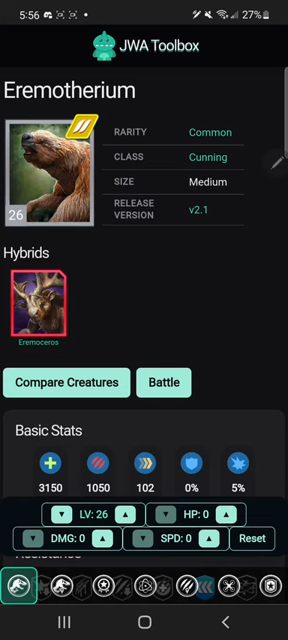 5:56 27%
JWA Toolbox
Eremotherium
RARITY Common
CLASS Cunning
SIZE Medium
RELEASE VERSION v2.1
26
Hybrids
Eremoceros
Compare Creatures Battle
Basic Stats
3150 1050 102 0% 5%
LV: 26 HP: 0
DMG: 0 SPD: 0 Reset